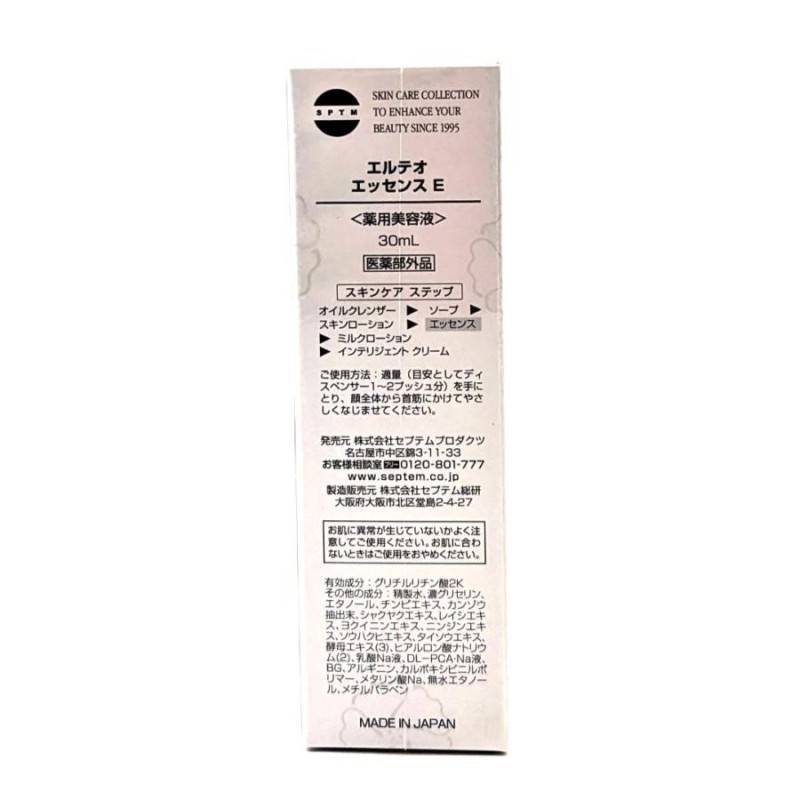 SPTM
SKIN CARE COLLECTION
TO ENHANCE YOUR
BEAUTY SINCE 1995
エルテオ
エッセンス E
＜薬用美容液＞
30mL
医薬部外品
スキンケア ステップ
オイルクレンザー ▶ ソープ ▶
スキンローション ▶ エッセンス
▶ ミルクローション
▶ インテリジェント クリーム
ご使用方法：適量（目安としてディ
スペンサー1〜2プッシュ分）を手に
とり、顔全体から首筋にかけてやさ
しくなじませてください。
発売元 株式会社セプテムプロダクツ
名古屋市中区錦3-11-33
お客様相談室 フリー 0120-801-777
www.septem.co.jp
製造販売元 株式会社セプテム総研
大阪府大阪市北区堂島2-4-27
お肌に異常が生じていないかよく注
意してご使用ください。お肌に合わ
ないときはご使用をおやめください。
有効成分：グリチルリチン酸2K
その他の成分：精製水、濃グリセリン、
エタノール、チンピエキス、カンゾウ
抽出末、シャクヤクエキス、レイシエキ
ス、ヨクイニンエキス、ニンジンエキ
ス、ソウハクヒエキス、タイソウエキス、
酵母エキス(3)、ヒアルロン酸ナトリウ
ム(2)、乳酸Na液、DL-PCA・Na液、
BG、アルギニン、カルボキシビニルポ
リマー、メタリン酸Na、無水エタノー
ル、メチルパラベン
MADE IN JAPAN